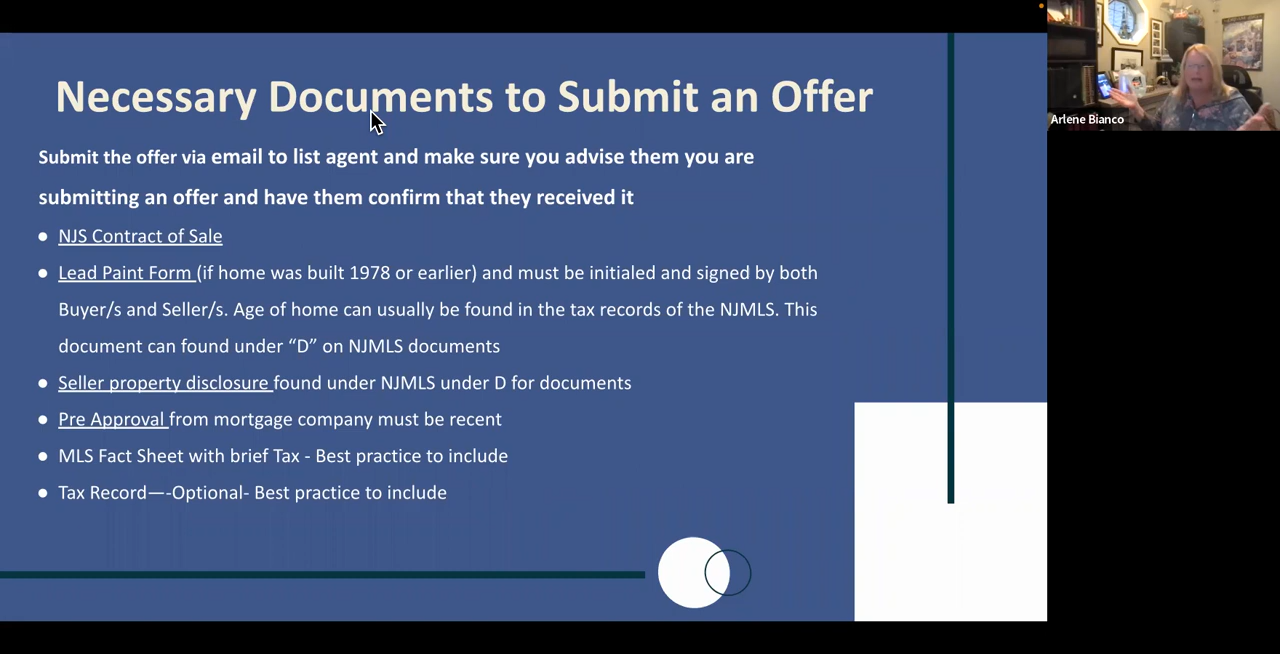 Necessary Documents to Submit an Offer
Submit the offer via email to list agent and make sure you advise them you are
submitting an offer and have them confirm that they received it
● NJS Contract of Sale
● Lead Paint Form (if home was built 1978 or earlier) and must be initialed and signed by both
Buyer/s and Seller/s. Age of home can usually be found in the tax records of the NJMLS. This
document can found under “D” on NJMLS documents
● Seller property disclosure found under NJMLS under D for documents
● Pre Approval from mortgage company must be recent
● MLS Fact Sheet with brief Tax - Best practice to include
● Tax Record—-Optional- Best practice to include
Arlene Bianco